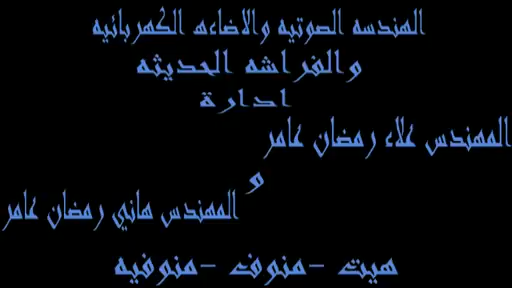 الهندسه الصوتيه والاضاءه الكهربائيه
والفراشه الحديثه
ادارة
المهندس علاء رمضان عامر
و
المهندس هاني رمضان عامر
هيت - منوف - منوفيه